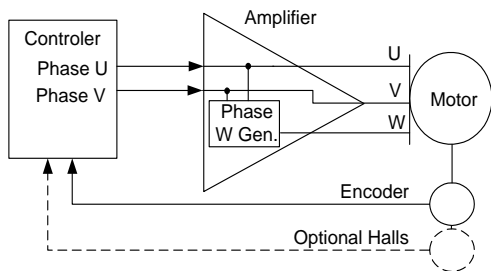 Amplifier
Controler
Phase U
Phase V
Phase
W Gen.
U
V
W
Motor
Encoder
Optional Halls